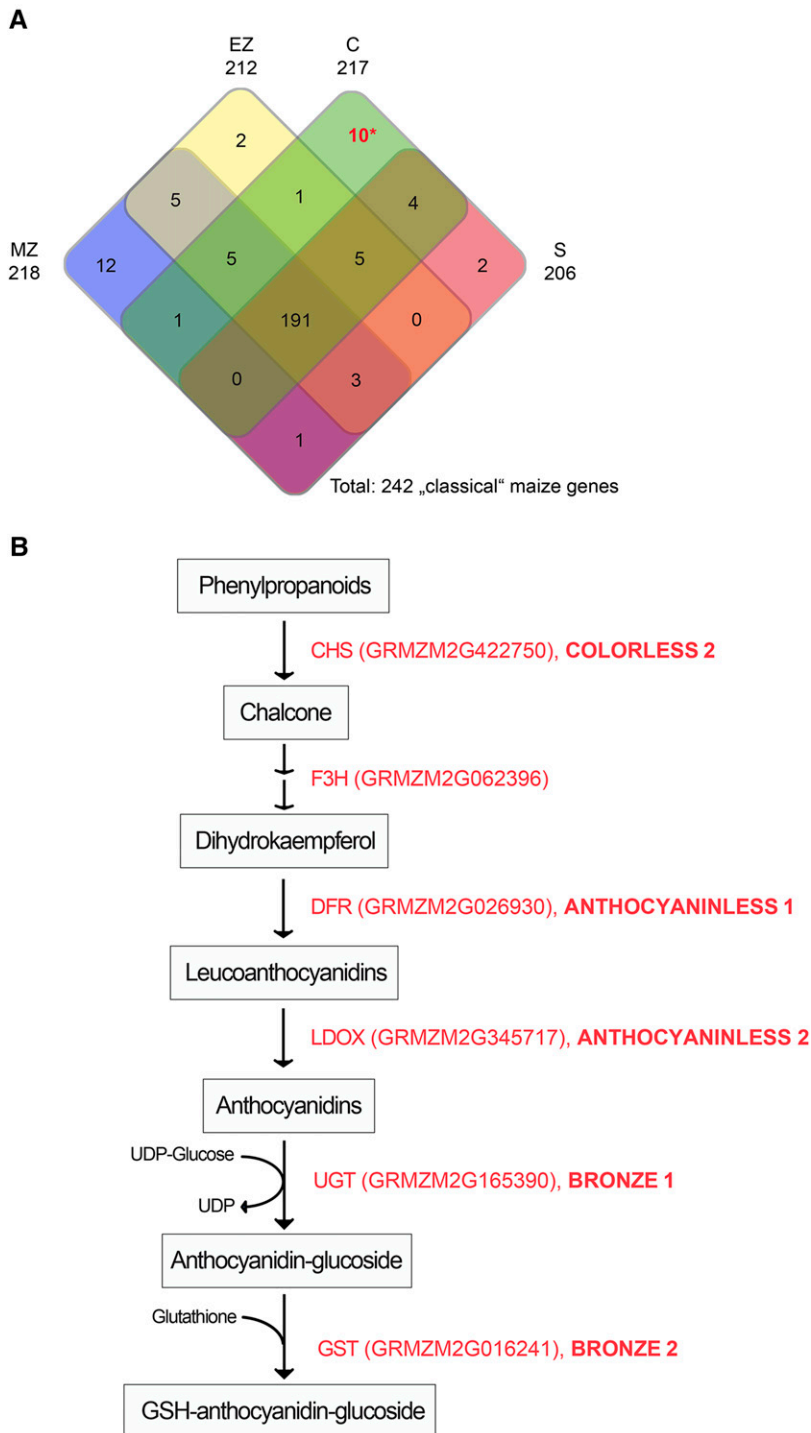 A
EZ
212
C
217
2
10*
5
1
4
MZ
218
12
5
5
2
S
206
1
191
0
0
3
1
Total: 242 „classical“ maize genes
B
Phenylpropanoids
CHS (GRMZM2G422750), COLORLESS 2
Chalcone
F3H (GRMZM2G062396)
Dihydrokaempferol
DFR (GRMZM2G026930), ANTHOCYANINLESS 1
Leucoanthocyanidins
LDOX (GRMZM2G345717), ANTHOCYANINLESS 2
Anthocyanidins
UDP-Glucose
UGT (GRMZM2G165390), BRONZE 1
UDP
Anthocyanidin-glucoside
Glutathione
GST (GRMZM2G016241), BRONZE 2
GSH-anthocyanidin-glucoside